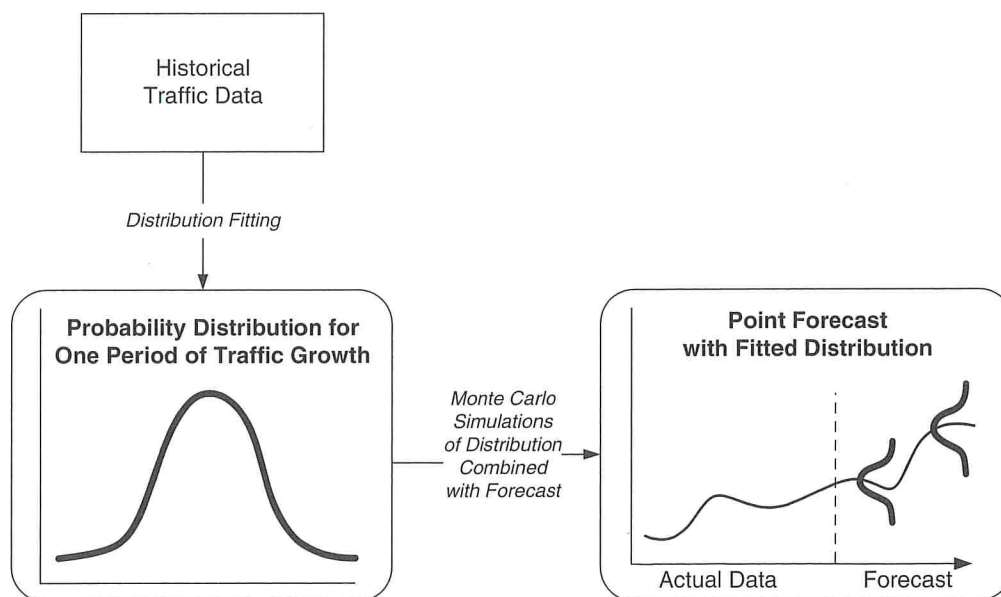 Historical
Traffic Data
Distribution Fitting
Probability Distribution for
One Period of Traffic Growth
Monte Carlo
Simulations
of Distribution
Combined
with Forecast
Point Forecast
with Fitted Distribution
Actual Data
Forecast